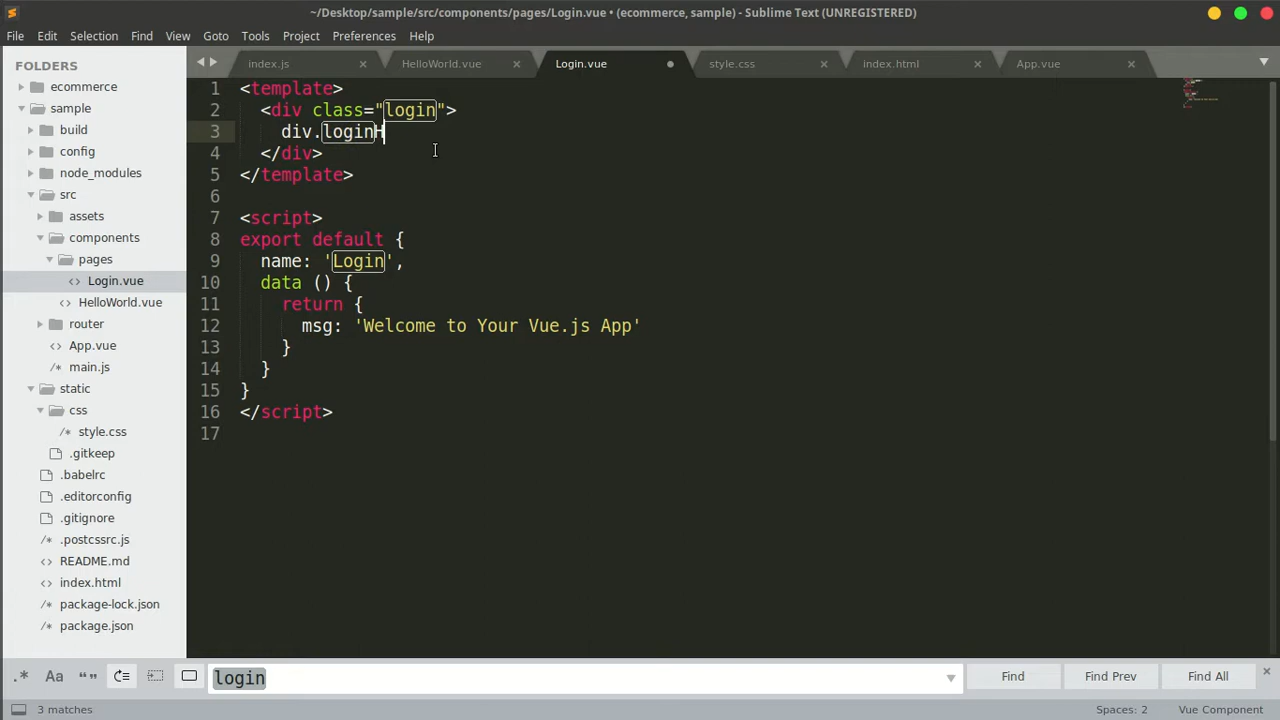 ~/Desktop/sample/src/components/pages/Login.vue • (ecommerce, sample) - Sublime Text (UNREGISTERED)
File Edit Selection Find View Goto Tools Project Preferences Help
FOLDERS
ecommerce
sample
build
config
node_modules
src
assets
components
pages
<> Login.vue
<> HelloWorld.vue
router
<> App.vue
/* main.js
static
css
/* style.css
.gitkeep
.babelrc
.editorconfig
.gitignore
/* .postcssrc.js
<> README.md
<> index.html
/* package-lock.json
/* package.json
index.js × HelloWorld.vue × Login.vue • style.css × index.html × App.vue ×
1 <template>
2 <div class="login">
3 div.loginH
4 </div>
5 </template>
6
7 <script>
8 export default {
9 name: 'Login',
10 data () {
11 return {
12 msg: 'Welcome to Your Vue.js App'
13 }
14 }
15 }
16 </script>
17
.* Aa “” login Find Find Prev Find All ×
3 matches Spaces: 2 Vue Component